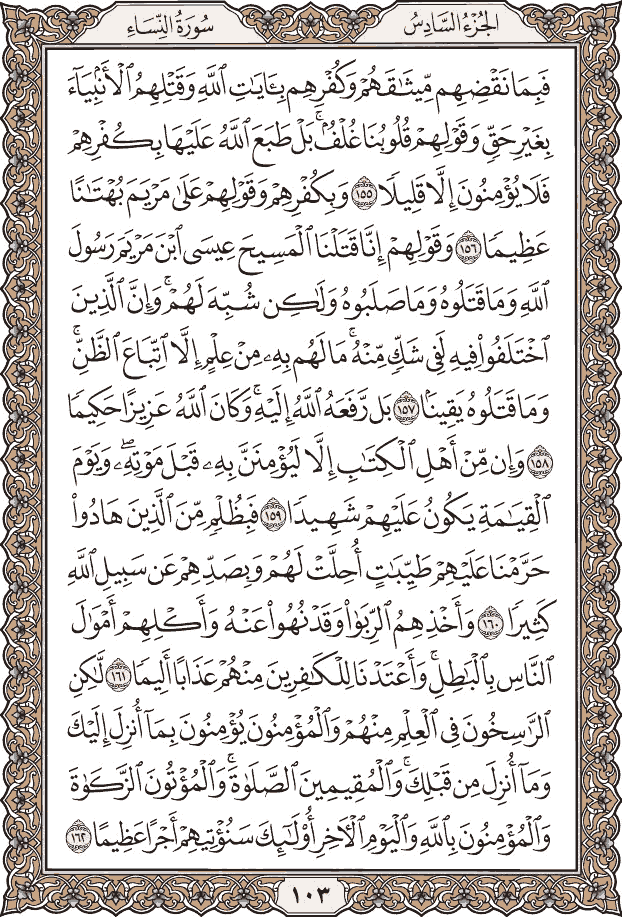 الجُزْءُ السَّادِسُ
سُورَةُ النِّسَاءِ
فَبِمَا نَقْضِهِم مِّيثَٰقَهُمْ وَكُفْرِهِم بِـَٔايَٰتِ ٱللَّهِ وَقَتْلِهِمُ ٱلْأَنۢبِيَآءَ
بِغَيْرِ حَقٍّ وَقَوْلِهِمْ قُلُوبُنَا غُلْفٌۢ ۚ بَلْ طَبَعَ ٱللَّهُ عَلَيْهَا بِكُفْرِهِمْ
فَلَا يُؤْمِنُونَ إِلَّا قَلِيلًا ١٥٥ وَبِكُفْرِهِمْ وَقَوْلِهِمْ عَلَىٰ مَرْيَمَ بُهْتَٰنًا
عَظِيمًا ١٥٦ وَقَوْلِهِمْ إِنَّا قَتَلْنَا ٱلْمَسِيحَ عِيسَى ٱبْنَ مَرْيَمَ رَسُولَ
ٱللَّهِ وَمَا قَتَلُوهُ وَمَا صَلَبُوهُ وَلَٰكِن شُبِّهَ لَهُمْ ۚ وَإِنَّ ٱلَّذِينَ
ٱخْتَلَفُوا۟ فِيهِ لَفِى شَكٍّ مِّنْهُ ۚ مَا لَهُم بِهِۦ مِنْ عِلْمٍ إِلَّا ٱتِّبَاعَ ٱلظَّنِّ ۚ
وَمَا قَتَلُوهُ يَقِينًۢا ١٥٧ بَل رَّفَعَهُ ٱللَّهُ إِلَيْهِ ۚ وَكَانَ ٱللَّهُ عَزِيزًا حَكِيمًا
١٥٨ وَإِن مِّنْ أَهْلِ ٱلْكِتَٰبِ إِلَّا لَيُؤْمِنَنَّ بِهِۦ قَبْلَ مَوْتِهِۦ ۖ وَيَوْمَ
ٱلْقِيَٰمَةِ يَكُونُ عَلَيْهِمْ شَهِيدًا ١٥٩ فَبِظُلْمٍ مِّنَ ٱلَّذِينَ هَادُوا۟
حَرَّمْنَا عَلَيْهِمْ طَيِّبَٰتٍ أُحِلَّتْ لَهُمْ وَبِصَدِّهِمْ عَن سَبِيلِ ٱللَّهِ
كَثِيرًا ١٦٠ وَأَخْذِهِمُ ٱلرِّبَوٰا۟ وَقَدْ نُهُوا۟ عَنْهُ وَأَكْلِهِمْ أَمْوَٰلَ
ٱلنَّاسِ بِٱلْبَٰطِلِ ۚ وَأَعْتَدْنَا لِلْكَٰفِرِينَ مِنْهُمْ عَذَابًا أَلِيمًا ١٦١ لَّٰكِنِ
ٱلرَّٰسِخُونَ فِى ٱلْعِلْمِ مِنْهُمْ وَٱلْمُؤْمِنُونَ يُؤْمِنُونَ بِمَآ أُنزِلَ إِلَيْكَ
وَمَآ أُنزِلَ مِن قَبْلِكَ ۚ وَٱلْمُقِيمِينَ ٱلصَّلَوٰةَ ۚ وَٱلْمُؤْتُونَ ٱلزَّكَوٰةَ
وَٱلْمُؤْمِنُونَ بِٱللَّهِ وَٱلْيَوْمِ ٱلْـَٔاخِرِ أُو۟لَٰٓئِكَ سَنُؤْتِيهِمْ أَجْرًا عَظِيمًا ١٦٢
١٠٣